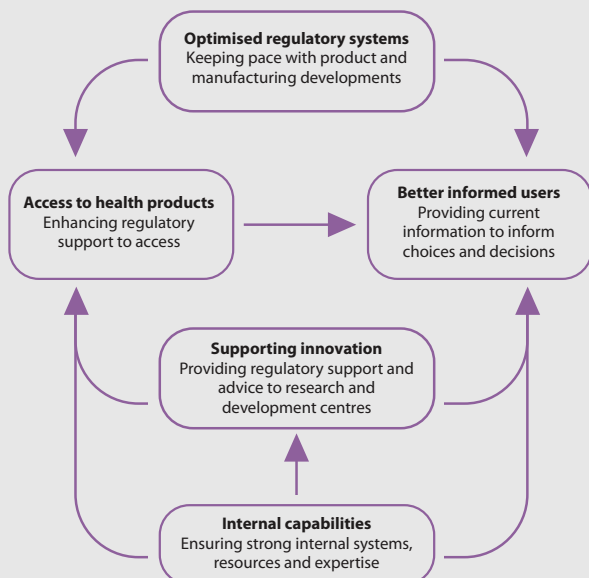 Optimised regulatory systems
Keeping pace with product and
manufacturing developments
Access to health products
Enhancing regulatory
support to access
Better informed users
Providing current
information to inform
choices and decisions
Supporting innovation
Providing regulatory support and
advice to research and
development centres
Internal capabilities
Ensuring strong internal systems,
resources and expertise